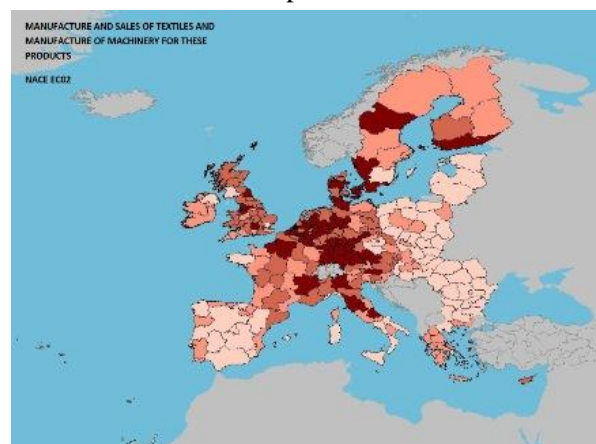 MANUFACTURE AND SALES OF TEXTILES AND
MANUFACTURE OF MACHINERY FOR THESE
PRODUCTS
NACE EC02